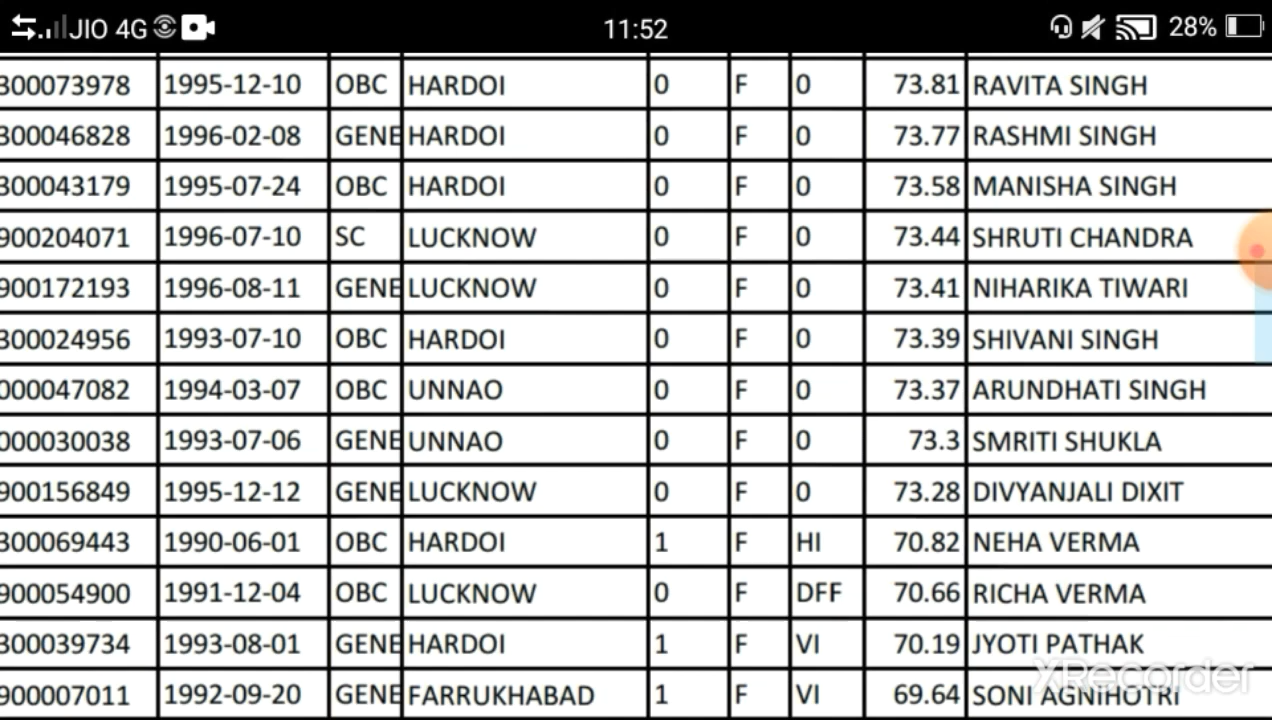 JIO 4G 11:52 28%
300073978 1995-12-10 OBC HARDOI 0 F 0 73.81 RAVITA SINGH
300046828 1996-02-08 GENE HARDOI 0 F 0 73.77 RASHMI SINGH
300043179 1995-07-24 OBC HARDOI 0 F 0 73.58 MANISHA SINGH
900204071 1996-07-10 SC LUCKNOW 0 F 0 73.44 SHRUTI CHANDRA
900172193 1996-08-11 GENE LUCKNOW 0 F 0 73.41 NIHARIKA TIWARI
300024956 1993-07-10 OBC HARDOI 0 F 0 73.39 SHIVANI SINGH
000047082 1994-03-07 OBC UNNAO 0 F 0 73.37 ARUNDHATI SINGH
000030038 1993-07-06 GENE UNNAO 0 F 0 73.3 SMRITI SHUKLA
900156849 1995-12-12 GENE LUCKNOW 0 F 0 73.28 DIVYANJALI DIXIT
300069443 1990-06-01 OBC HARDOI 1 F HI 70.82 NEHA VERMA
900054900 1991-12-04 OBC LUCKNOW 0 F DFF 70.66 RICHA VERMA
300039734 1993-08-01 GENE HARDOI 1 F VI 70.19 JYOTI PATHAK
900007011 1992-09-20 GENE FARRUKHABAD 1 F VI 69.64 SONI AGNIHOTRI
XRecorder